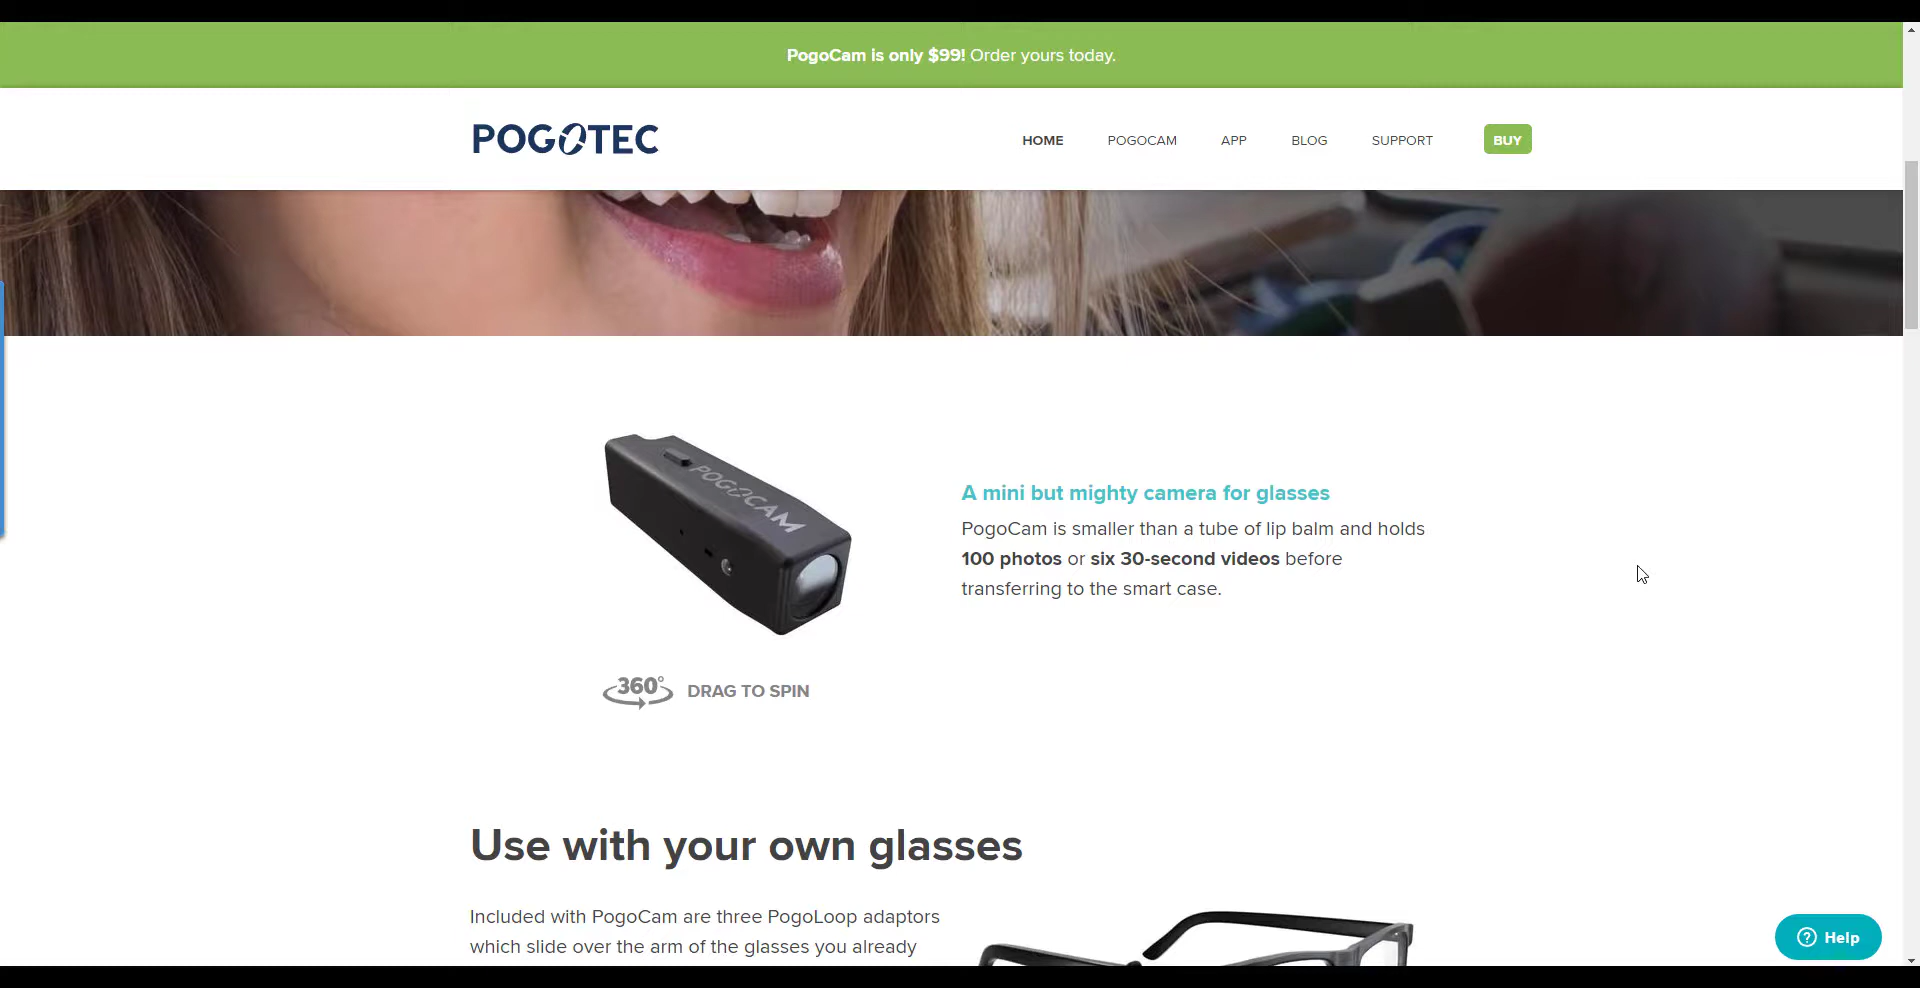 PogoCam is only $99! Order yours today.
POGOTEC
HOME POGOCAM APP BLOG SUPPORT BUY
POGOCAM
A mini but mighty camera for glasses
PogoCam is smaller than a tube of lip balm and holds
100 photos or six 30-second videos before
transferring to the smart case.
360° DRAG TO SPIN
Use with your own glasses
Included with PogoCam are three PogoLoop adaptors
which slide over the arm of the glasses you already
? Help